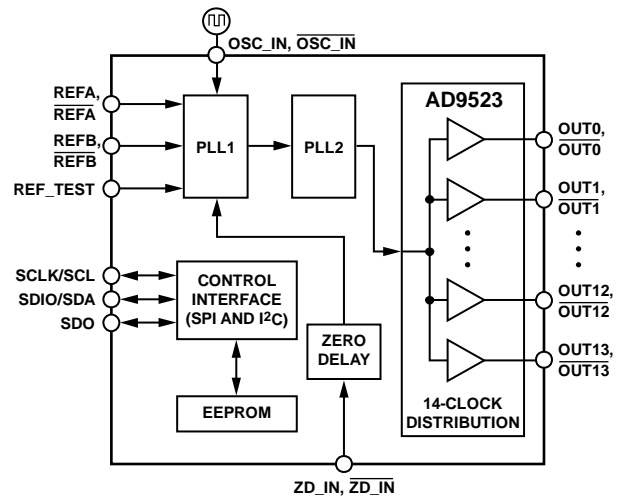 OSC_IN, OSC_IN
REFA,
REFA
REFB,
REFB
REF_TEST
PLL1
PLL2
AD9523
OUT0,
OUT0
OUT1,
OUT1
OUT12,
OUT12
OUT13,
OUT13
14-CLOCK
DISTRIBUTION
SCLK/SCL
SDIO/SDA
SDO
CONTROL
INTERFACE
(SPI AND I²C)
ZERO
DELAY
EEPROM
ZD_IN, ZD_IN